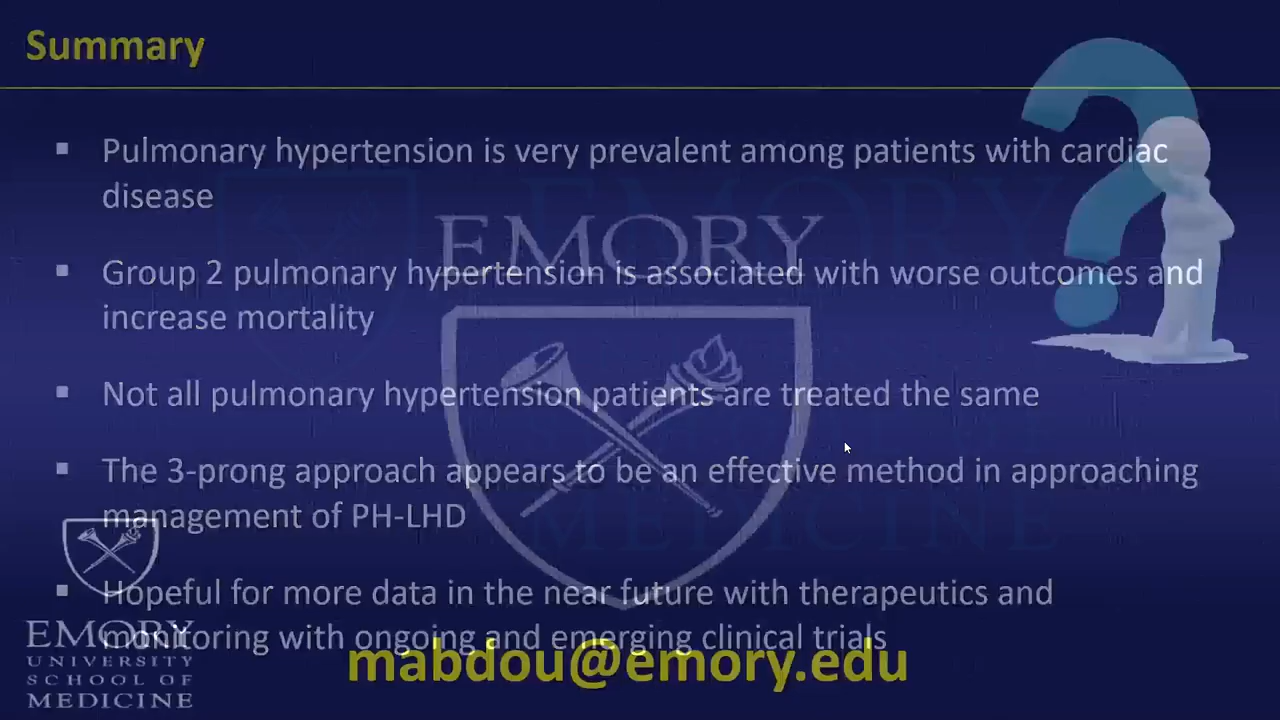 Summary
▪ Pulmonary hypertension is very prevalent among patients with cardiac
disease
EMORY
EMORY
▪ Group 2 pulmonary hypertension is associated with worse outcomes and
increase mortality
▪ Not all pulmonary hypertension patients are treated the same
▪ The 3-prong approach appears to be an effective method in approaching
management of PH-LHD
MEDICINE
▪ Hopeful for more data in the near future with therapeutics and
monitoring with ongoing and emerging clinical trials
EMORY
UNIVERSITY
SCHOOL OF
MEDICINE
mabdou@emory.edu